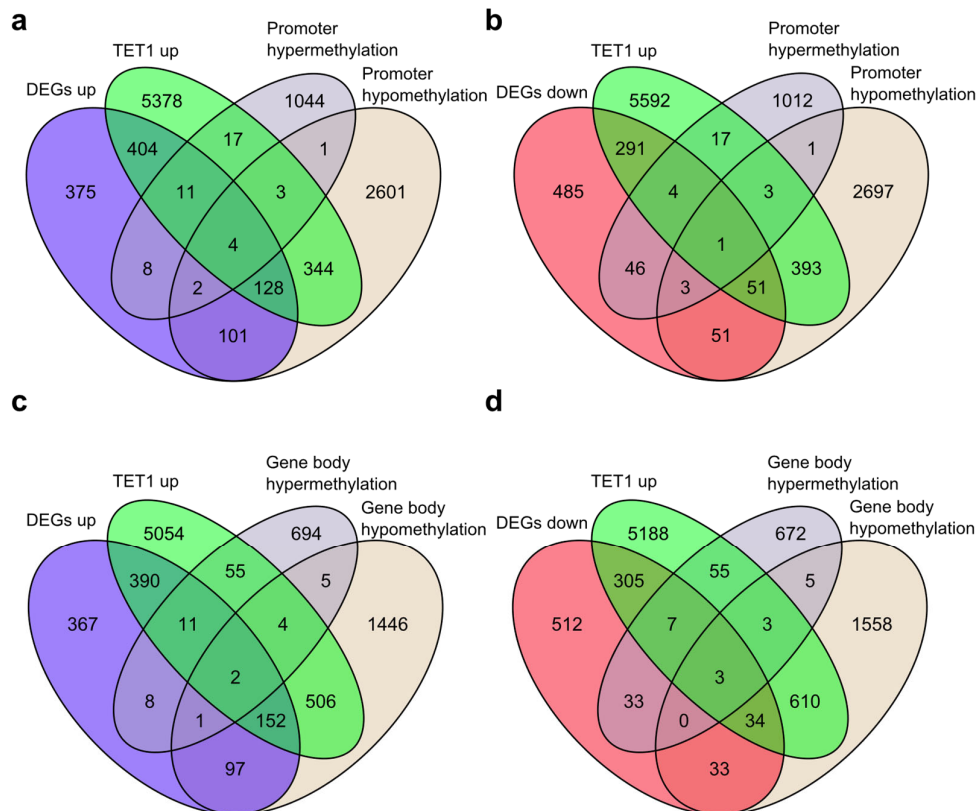 a
TET1 up
Promoter
hypermethylation
DEGs up
Promoter
hypomethylation
5378
1044
404
17
1
375
11
3
2601
4
8
2
128
344
101
b
TET1 up
Promoter
hypermethylation
DEGs down
Promoter
hypomethylation
5592
1012
291
17
1
485
4
3
2697
1
46
3
51
393
51
c
TET1 up
Gene body
hypermethylation
DEGs up
Gene body
hypomethylation
5054
694
390
55
5
367
11
4
1446
2
8
1
152
506
97
d
TET1 up
Gene body
hypermethylation
DEGs down
Gene body
hypomethylation
5188
672
305
55
5
512
7
3
1558
3
33
0
34
610
33